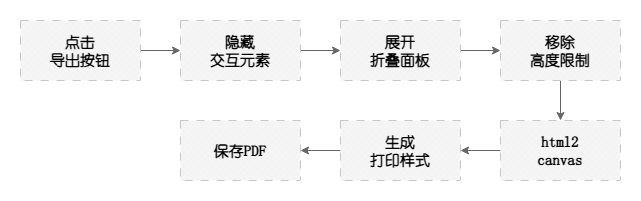 点击
导出按钮
隐藏
交互元素
展开
折叠面板
移除
高度限制
html2
canvas
生成
打印样式
保存PDF